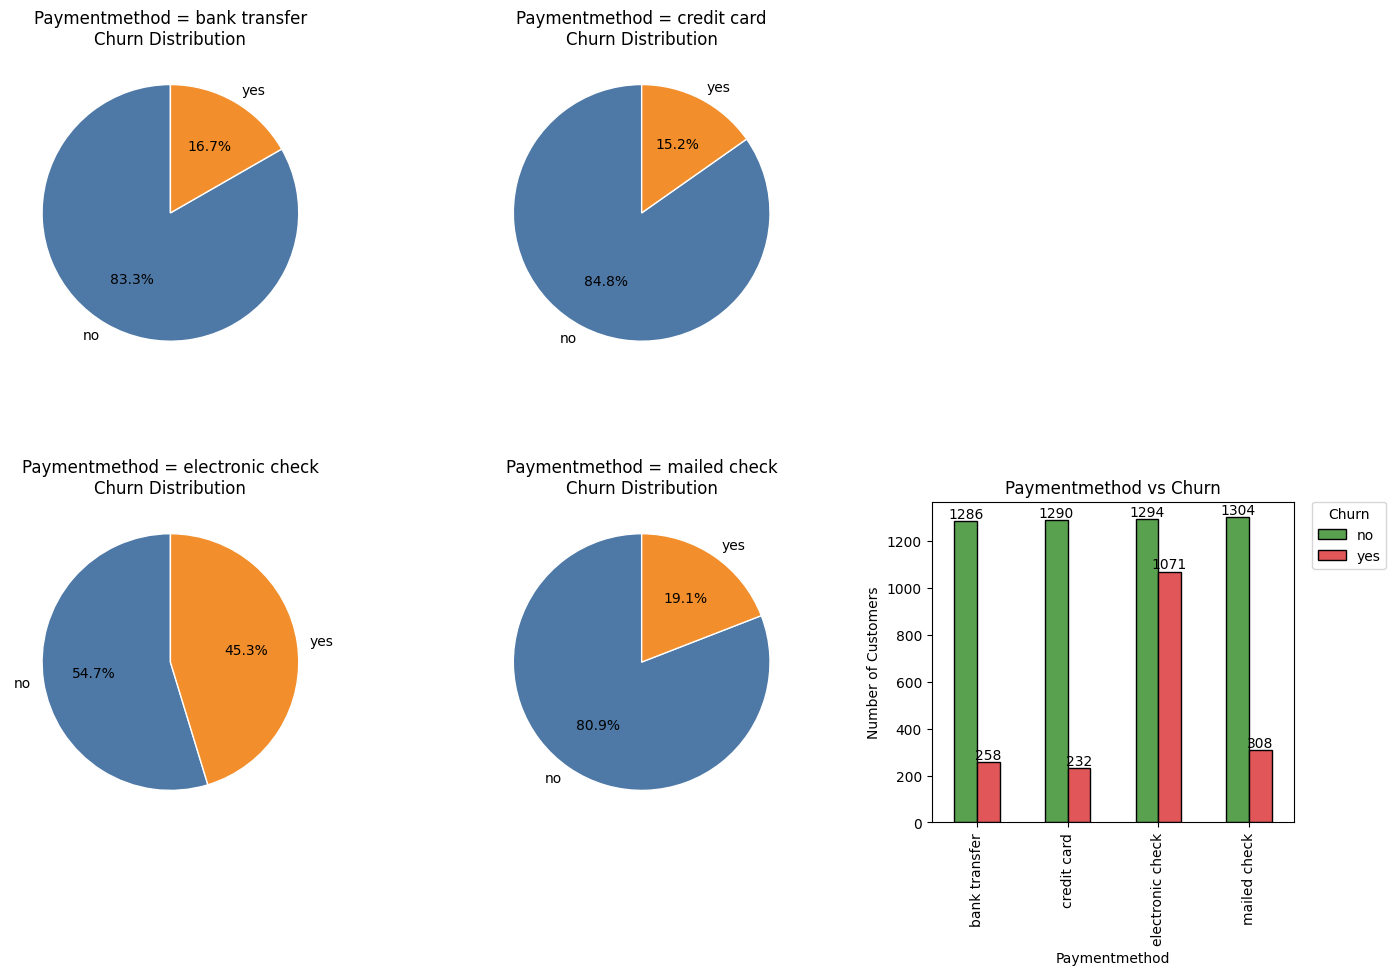 Paymentmethod = bank transfer
Churn Distribution
yes
16.7%
83.3%
no
Paymentmethod = credit card
Churn Distribution
yes
15.2%
84.8%
no
Paymentmethod = electronic check
Churn Distribution
yes
45.3%
54.7%
no
Paymentmethod = mailed check
Churn Distribution
yes
19.1%
80.9%
no
Paymentmethod vs Churn
Number of Customers
1200
1000
800
600
400
200
0
1286
1290
1294
1304
258
232
1071
308
bank transfer
credit card
electronic check
mailed check
Paymentmethod
Churn
no
yes